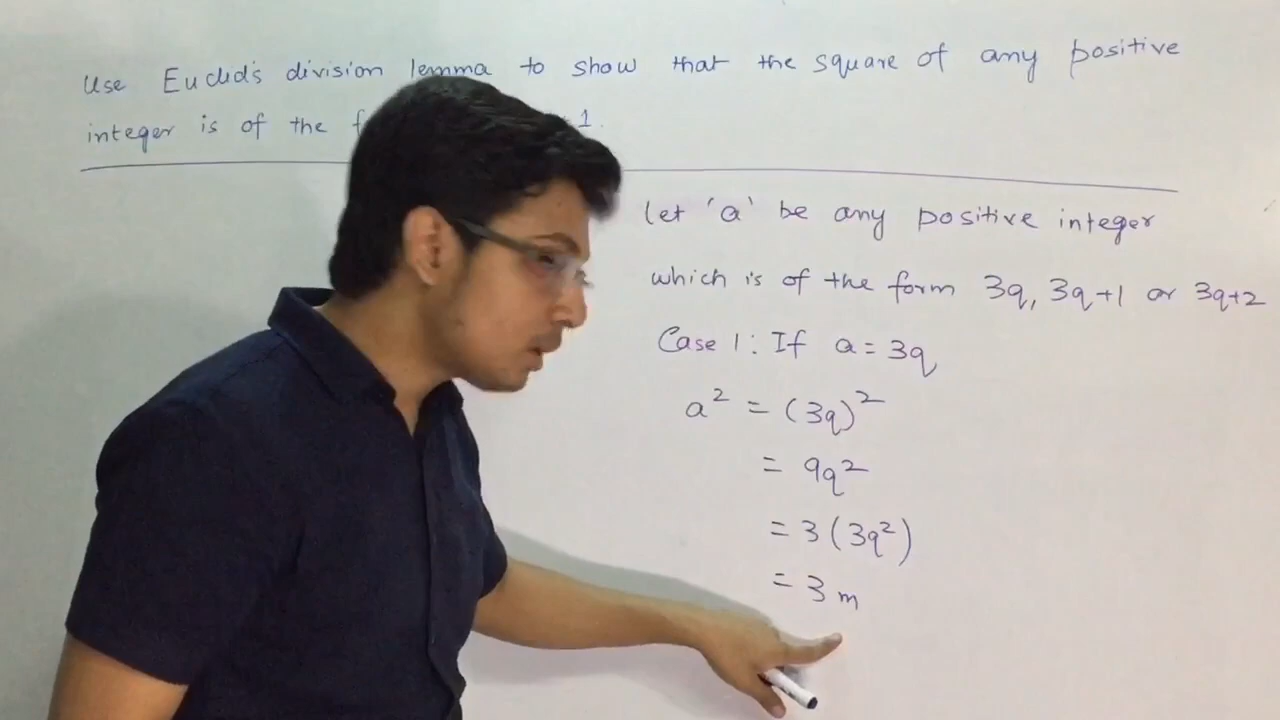 Use Euclid's division lemma to show that the square of any positive
integer is of the 1.
Let 'a' be any positive integer
which is of the form 3q, 3q+1 or 3q+2
Case 1: If a = 3q
a² = (3q)²
= 9q²
= 3(3q²)
= 3m